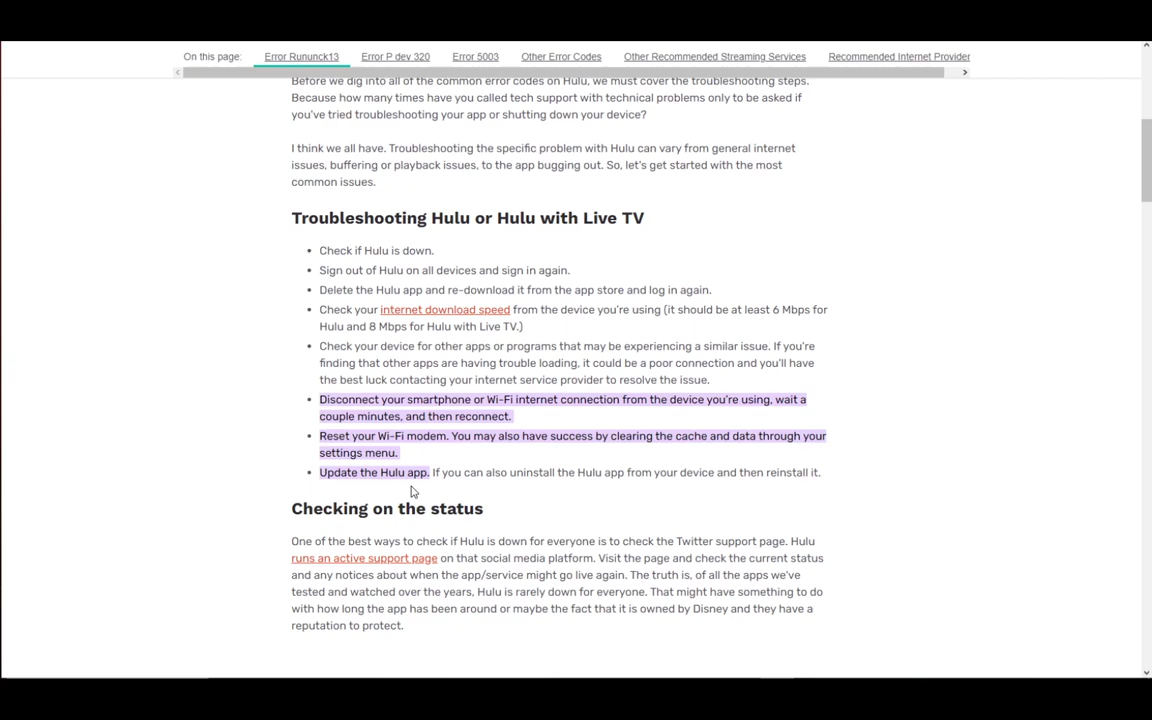 On this page: Error Rununck13 Error P dev 320 Error 5003 Other Error Codes Other Recommended Streaming Services Recommended Internet Provider
Before we dig into all of the common error codes on Hulu, we must cover the troubleshooting steps.
Because how many times have you called tech support with technical problems only to be asked if
you've tried troubleshooting your app or shutting down your device?
I think we all have. Troubleshooting the specific problem with Hulu can vary from general internet
issues, buffering or playback issues, to the app bugging out. So, let's get started with the most
common issues.
Troubleshooting Hulu or Hulu with Live TV
• Check if Hulu is down.
• Sign out of Hulu on all devices and sign in again.
• Delete the Hulu app and re-download it from the app store and log in again.
• Check your internet download speed from the device you're using (it should be at least 6 Mbps for
Hulu and 8 Mbps for Hulu with Live TV.)
• Check your device for other apps or programs that may be experiencing a similar issue. If you're
finding that other apps are having trouble loading, it could be a poor connection and you'll have
the best luck contacting your internet service provider to resolve the issue.
• Disconnect your smartphone or Wi-Fi internet connection from the device you're using, wait a
couple minutes, and then reconnect.
• Reset your Wi-Fi modem. You may also have success by clearing the cache and data through your
settings menu.
• Update the Hulu app. If you can also uninstall the Hulu app from your device and then reinstall it.
Checking on the status
One of the best ways to check if Hulu is down for everyone is to check the Twitter support page. Hulu
runs an active support page on that social media platform. Visit the page and check the current status
and any notices about when the app/service might go live again. The truth is, of all the apps we've
tested and watched over the years, Hulu is rarely down for everyone. That might have something to do
with how long the app has been around or maybe the fact that it is owned by Disney and they have a
reputation to protect.